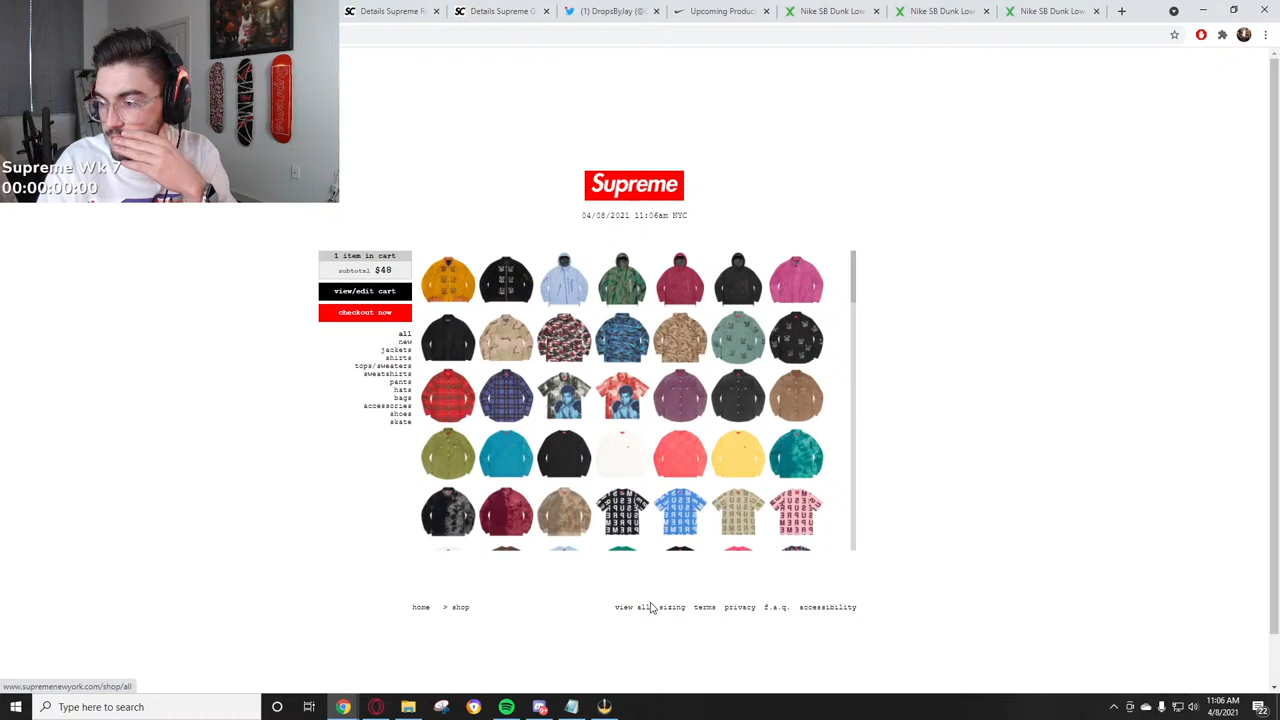 Details Supreme R
Details Supreme G
(1) DropsByJay (@
Upcoming Product
Nike SB Dunk Low
Nike SB Dunk Low
Nike SB Dunk Low
Supreme
Supreme Wk 7
00:00:00:00
Supreme
04/08/2021 11:06am NYC
1 item in cart
subtotal $48
view/edit cart
checkout now
all
new
jackets
shirts
tops/sweaters
sweatshirts
pants
hats
bags
accessories
shoes
skate
home > shop
view all sizing terms privacy f.a.q. accessibility
www.supremenewyork.com/shop/all
Type here to search
11:06 AM
4/8/2021
22